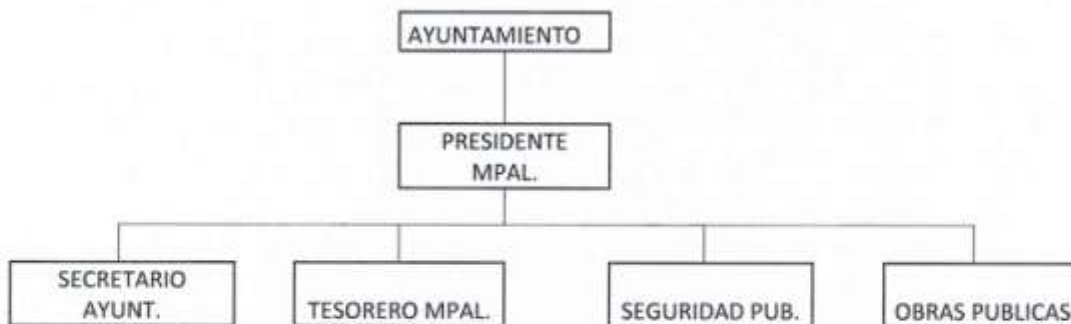 AYUNTAMIENTO
PRESIDENTE
MPAL.
SECRETARIO
AYUNT.
TESORERO MPAL.
SEGURIDAD PUB.
OBRAS PUBLICAS